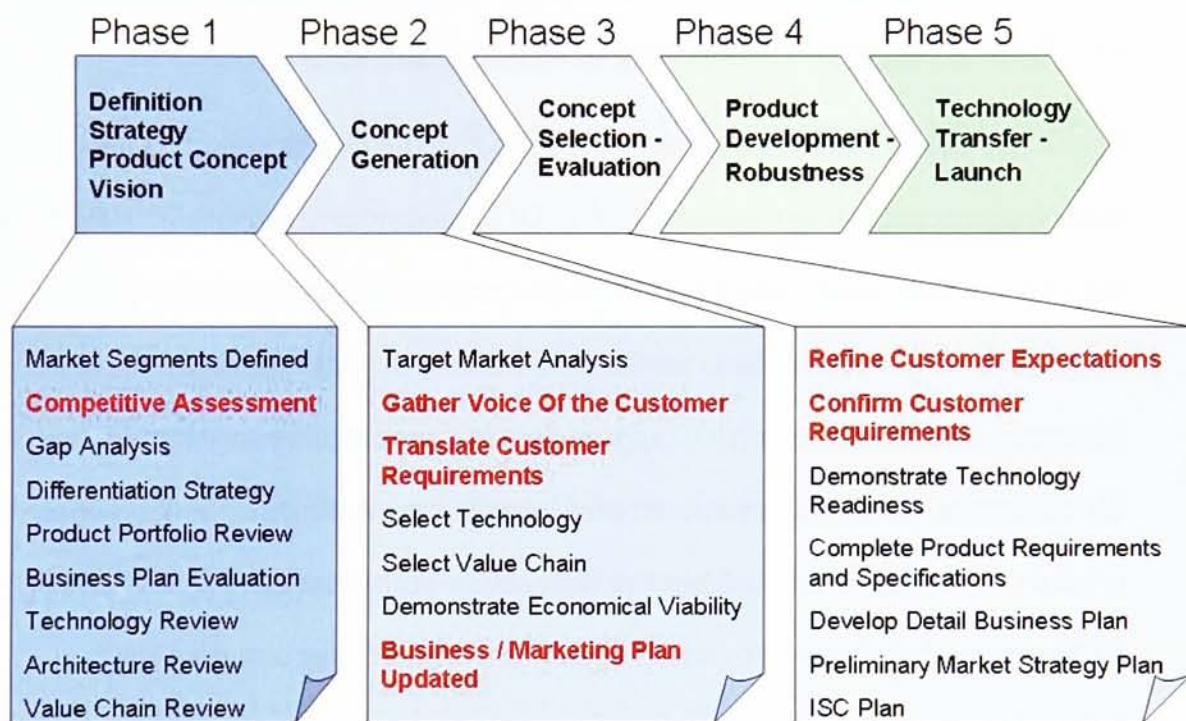 Phase 1
Phase 2
Phase 3
Phase 4
Phase 5
Definition
Strategy
Product Concept
Vision
Concept
Generation
Concept
Selection -
Evaluation
Product
Development -
Robustness
Technology
Transfer -
Launch
Market Segments Defined
Competitive Assessment
Gap Analysis
Differentiation Strategy
Product Portfolio Review
Business Plan Evaluation
Technology Review
Architecture Review
Value Chain Review
Target Market Analysis
Gather Voice Of the Customer
Translate Customer
Requirements
Select Technology
Select Value Chain
Demonstrate Economical Viability
Business / Marketing Plan
Updated
Refine Customer Expectations
Confirm Customer
Requirements
Demonstrate Technology
Readiness
Complete Product Requirements
and Specifications
Develop Detail Business Plan
Preliminary Market Strategy Plan
ISC Plan